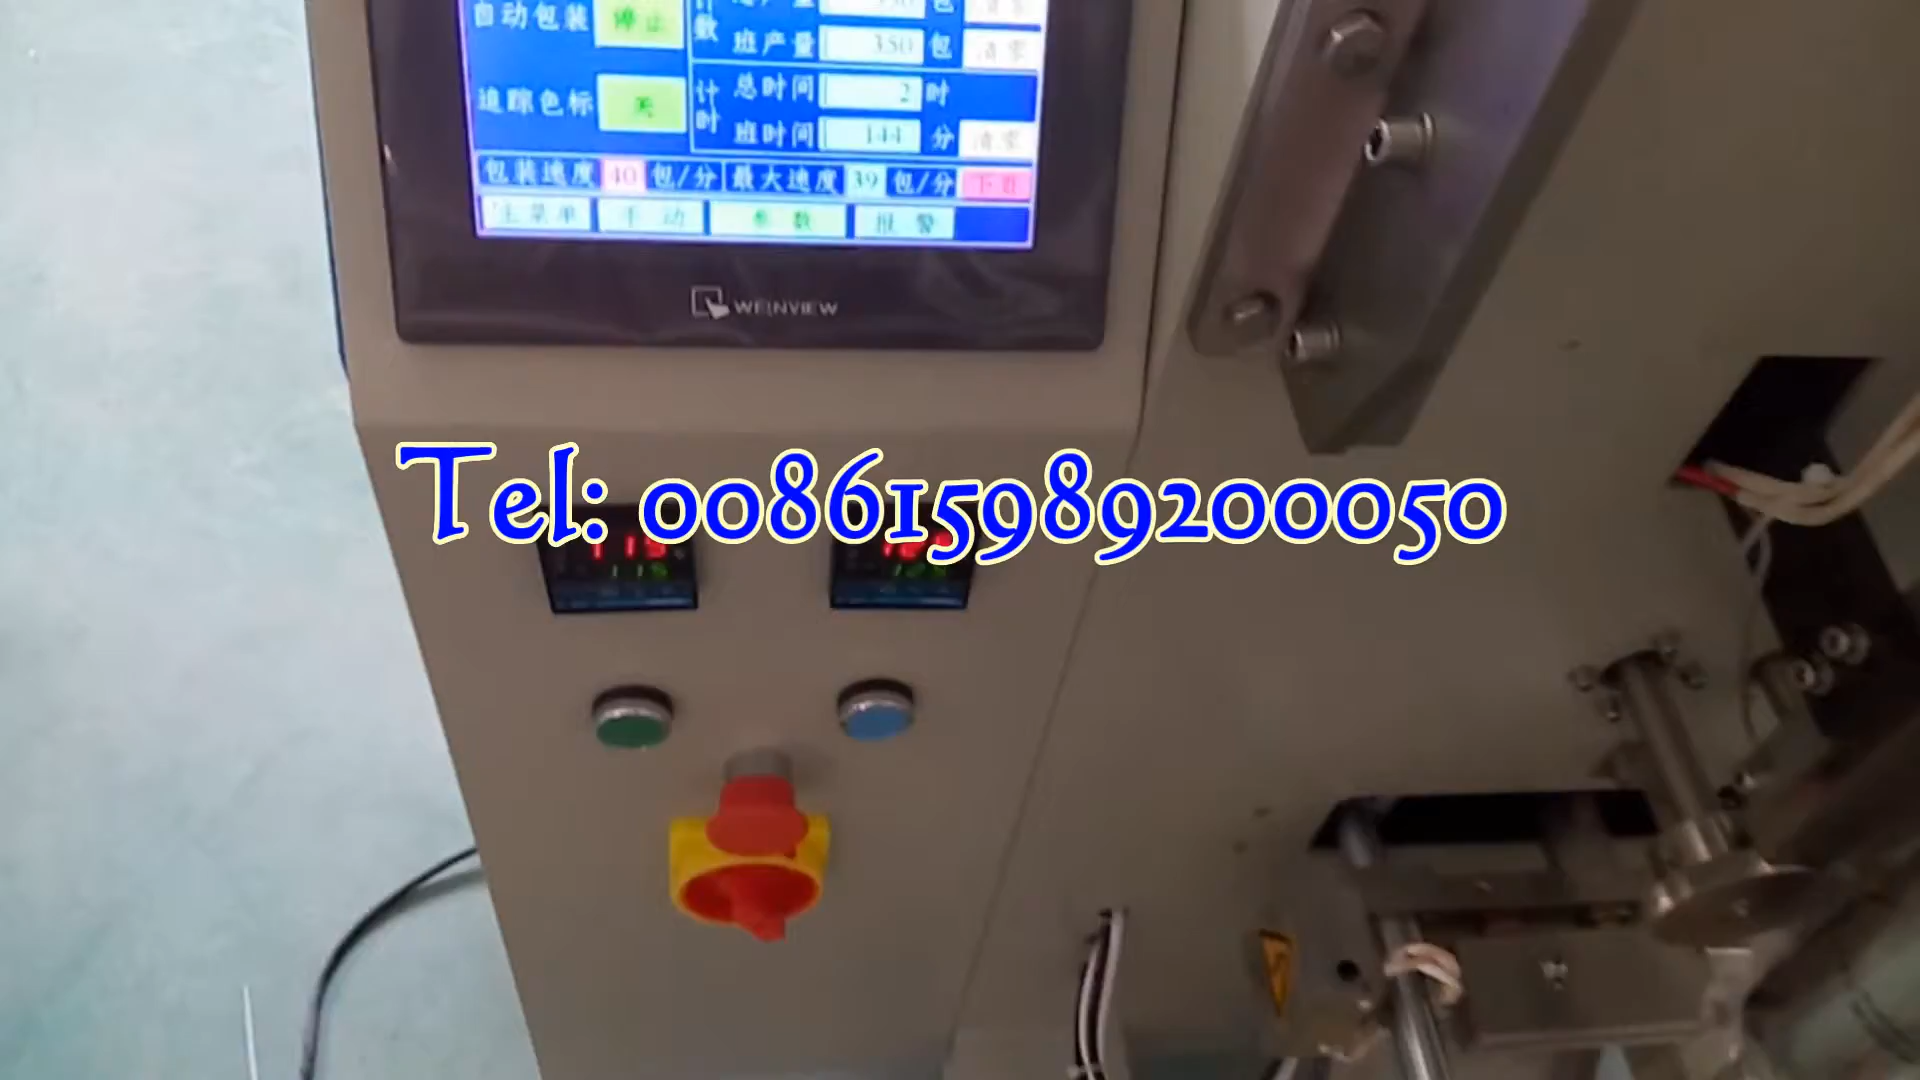 自动包装 停止
计数
班产量 350 包 清零
追踪色标 关
计时
总时间 2 时
班时间 144 分 清零
包装速度 40 包/分 最大速度 39 包/分
主菜单 手动 参数 报警
WEINVIEW
Tel: 008615989200050
115